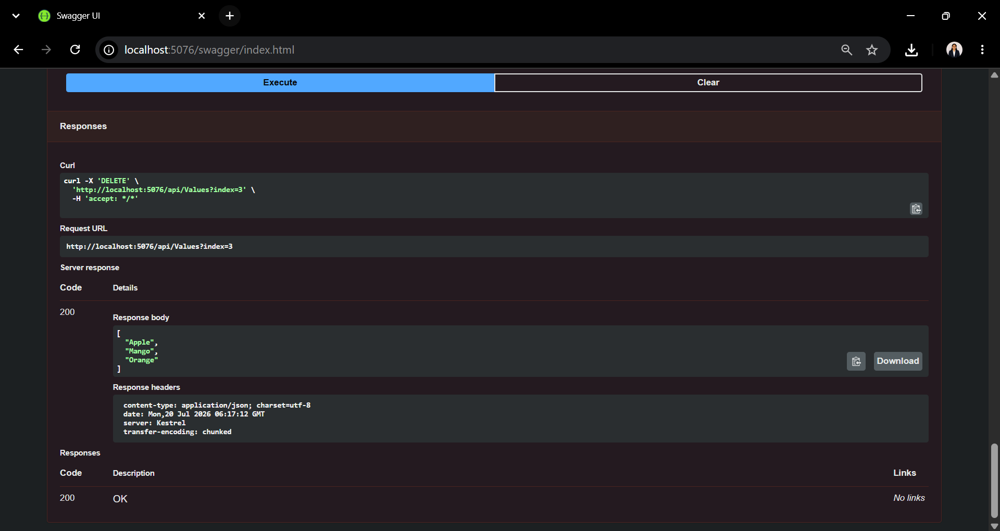 Swagger UI
localhost:5076/swagger/index.html
Execute
Clear
Responses
Curl
curl -X 'DELETE' \
'http://localhost:5076/api/Values?index=3' \
-H 'accept: */*'
Request URL
http://localhost:5076/api/Values?index=3
Server response
Code
Details
200
Response body
[
"Apple",
"Mango",
"Orange"
]
Download
Response headers
content-type: application/json; charset=utf-8
date: Mon,20 Jul 2026 06:17:12 GMT
server: Kestrel
transfer-encoding: chunked
Responses
Code
Description
Links
200
OK
No links